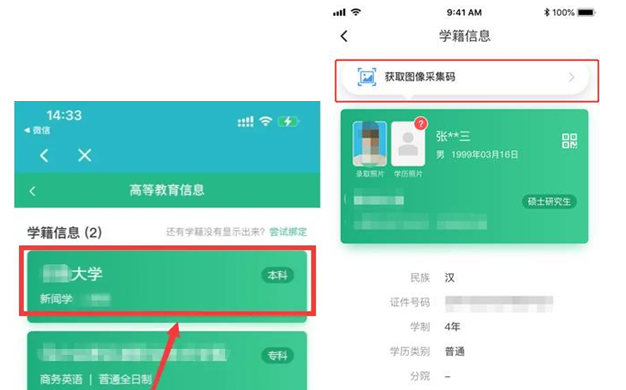 14:33
微信
高等教育信息
学籍信息 (2)
还有学籍没有显示出来？尝试绑定
大学
本科
新闻学
专科
商务英语 | 普通全日制
9:41 AM
100%
学籍信息
获取图像采集码
?
张**三
男 1999年03月16日
录取照片 学历照片
硕士研究生
民族 汉
证件号码
学制 4年
学历类别 普通
分院 –